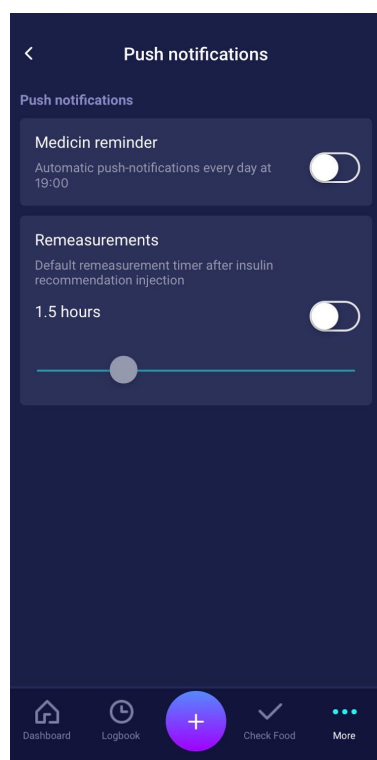 Push notifications
Push notifications
Medicin reminder
Automatic push-notifications every day at
19:00
Remeasurements
Default remeasurement timer after insulin
recommendation injection
1.5 hours
Dashboard
Logbook
Check Food
More